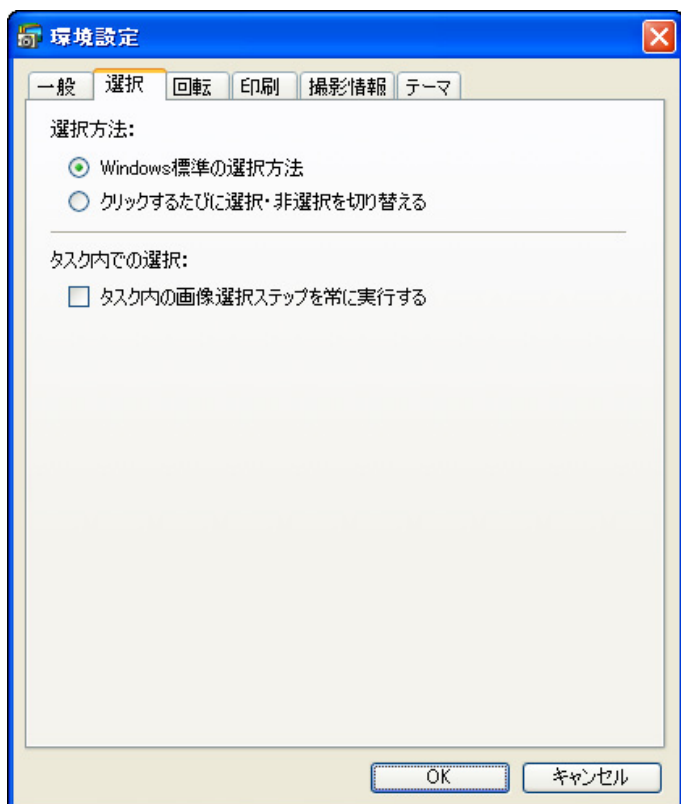 環境設定
一般 選択 回転 印刷 撮影情報 テーマ
選択方法:
Windows標準の選択方法
クリックするたびに選択・非選択を切り替える
タスク内での選択:
タスク内の画像選択ステップを常に実行する
OK キャンセル